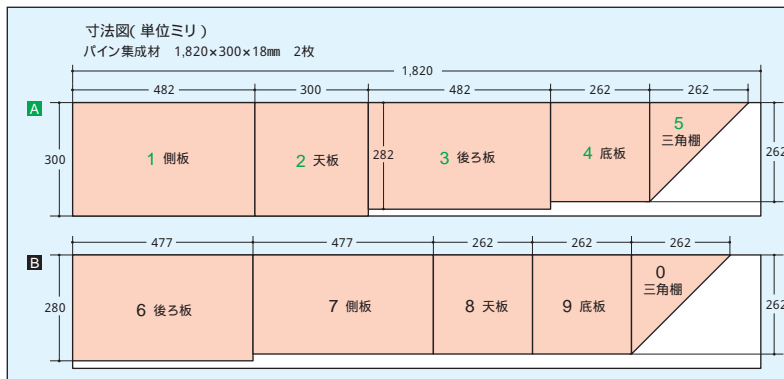 寸法図(単位ミリ)
パイン集成材 1,820×300×18㎜ 2枚
1,820
482 300 482 262 262
A
300
1 側板
2 天板
282
3 後ろ板
4 底板
5
三角棚
262
477 477 262 262 262
B
280
6 後ろ板
7 側板
8 天板
9 底板
0
三角棚
262